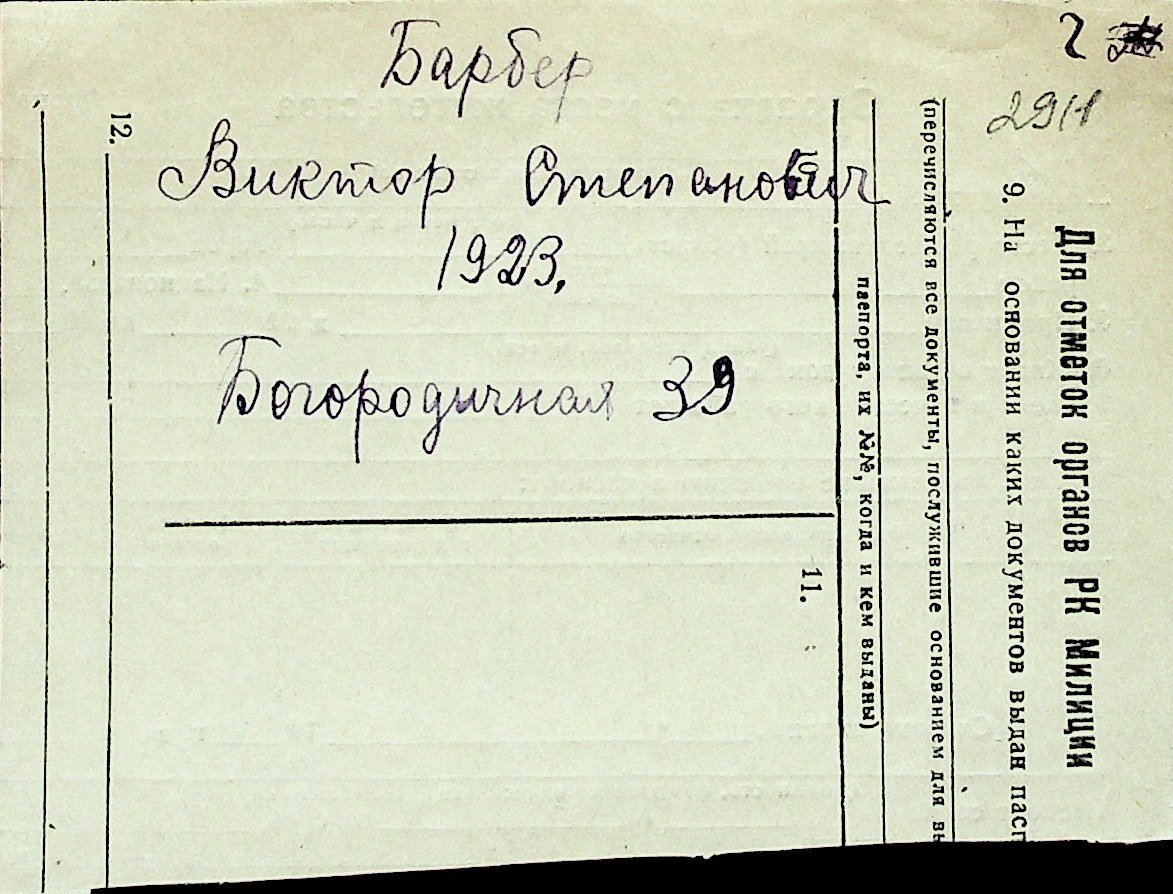 2
2911
Барбер
Виктор Степанович
1923.
Богородичная 39
Для отметок органов РК Милиции
9. На основании каких документов выдан пасп
(перечисляются все документы, послужившие основанием для вы
паспорта, их №№, когда и кем выданы)
11.
12.